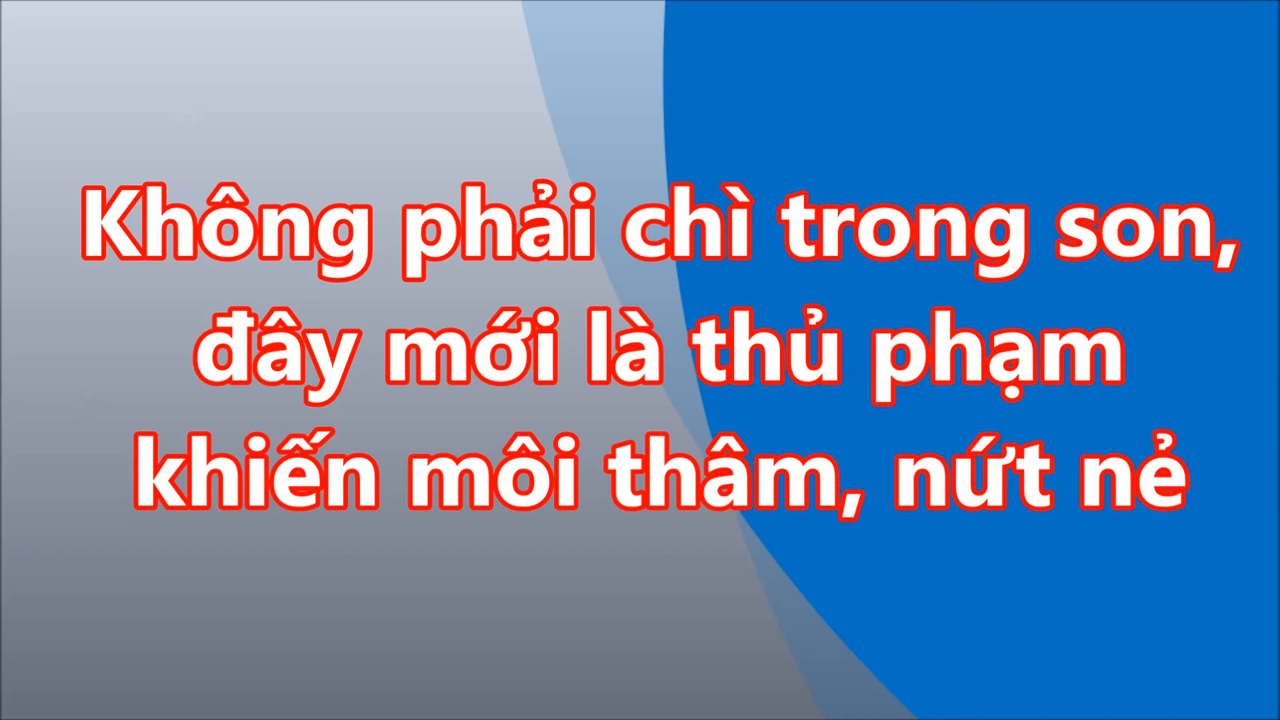 Không phải chì trong son,
đây mới là thủ phạm
khiến môi thâm, nứt nẻ